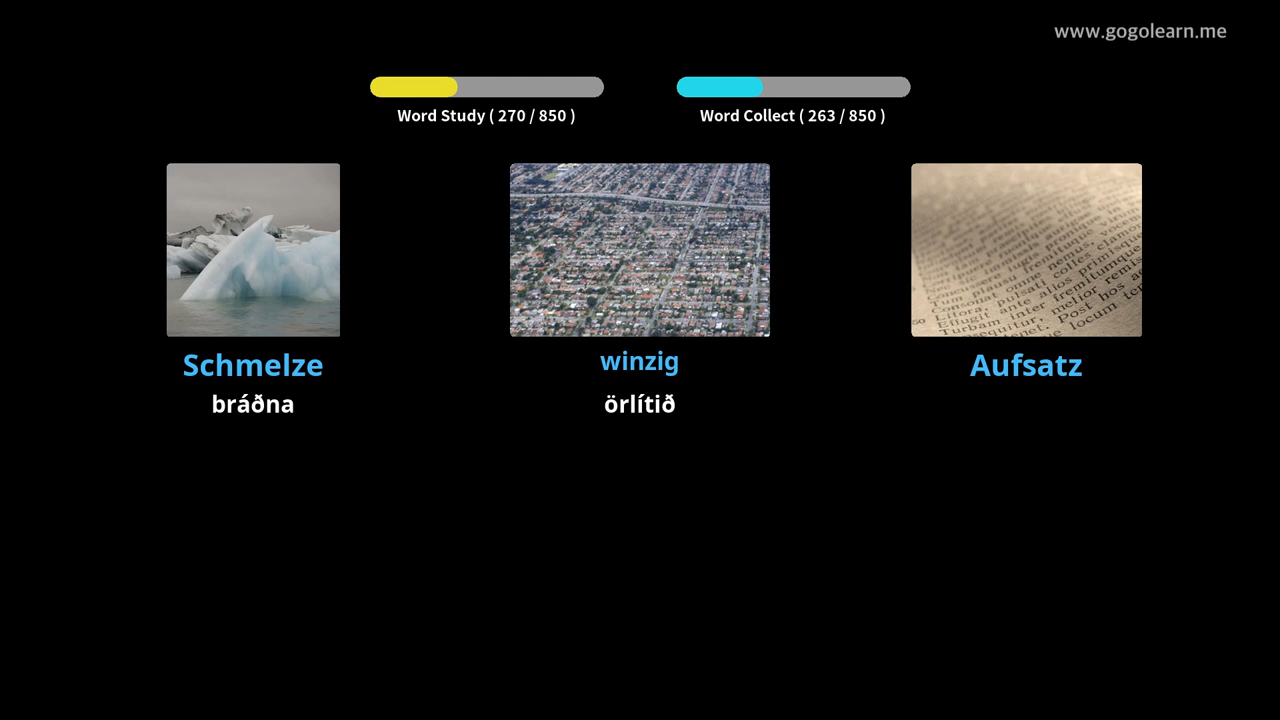 www.gogolearn.me
Word Study ( 270 / 850 )
Word Collect ( 263 / 850 )
Schmelze
winzig
Aufsatz
bráðna
örlítið